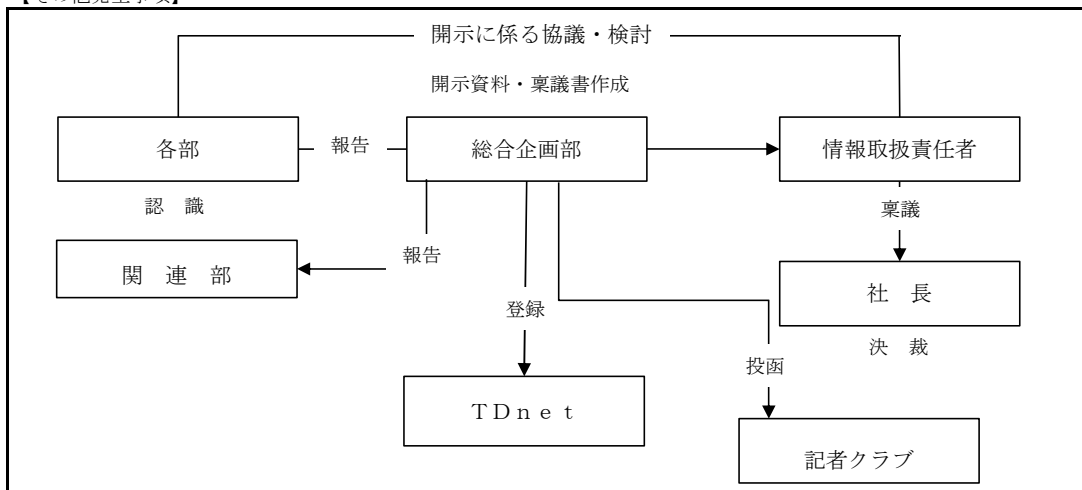 開示に係る協議・検討
開示資料・稟議書作成
各部
報告
総合企画部
情報取扱責任者
認 識
稟議
関 連 部
報告
社 長
登録
決 裁
投函
ＴＤｎｅｔ
記者クラブ